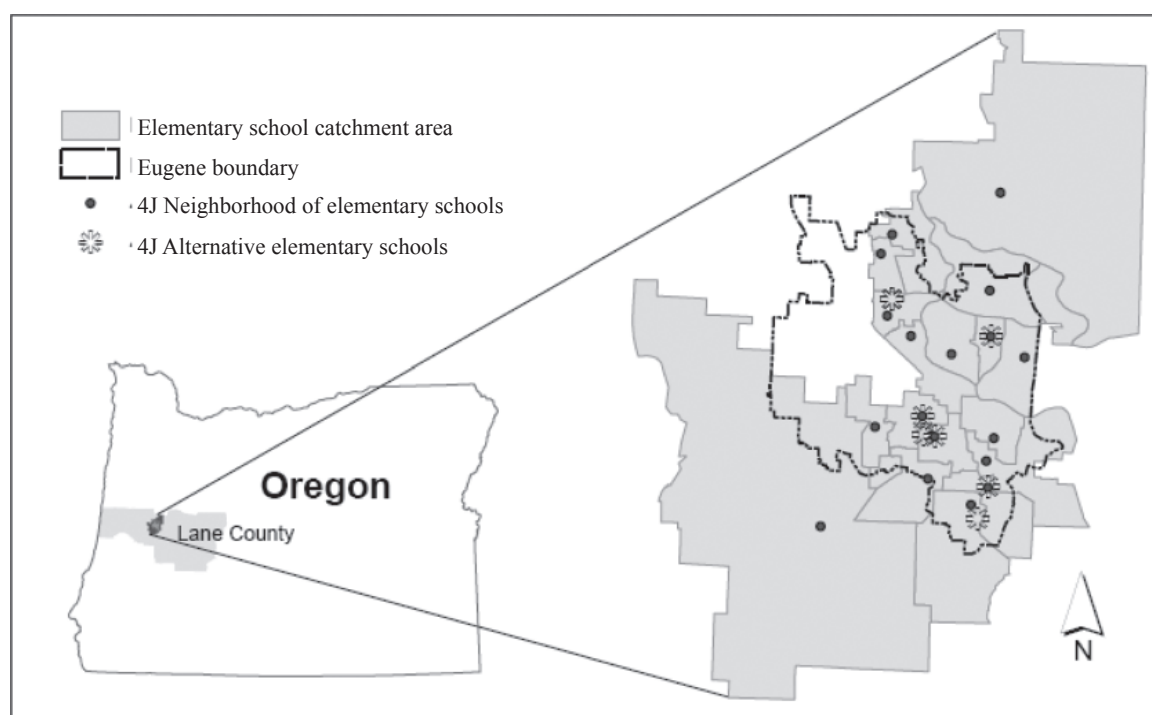 Elementary school catchment area
Eugene boundary
4J Neighborhood of elementary schools
4J Alternative elementary schools
Oregon
Lane County
N